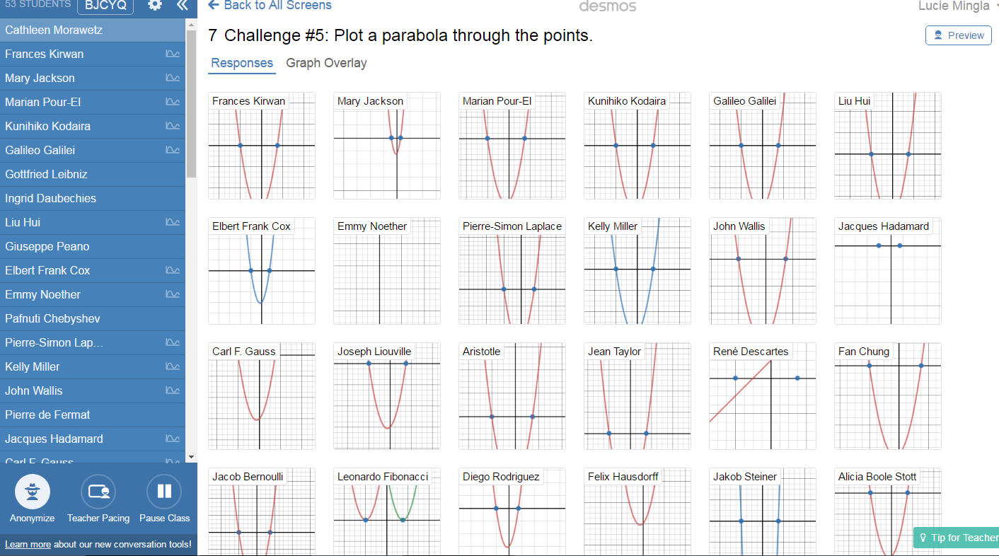 53 STUDENTS BJCYQ
Cathleen Morawetz
Frances Kirwan
Mary Jackson
Marian Pour-El
Kunihiko Kodaira
Galileo Galilei
Gottfried Leibniz
Ingrid Daubechies
Liu Hui
Giuseppe Peano
Elbert Frank Cox
Emmy Noether
Pafnuti Chebyshev
Pierre-Simon Lap…
Kelly Miller
John Wallis
Pierre de Fermat
Jacques Hadamard
Carl F. Gauss
Anonymize Teacher Pacing Pause Class
Learn more about our new conversation tools!
Back to All Screens desmos Lucie Mingla
7 Challenge #5: Plot a parabola through the points. Preview
Responses Graph Overlay
Frances Kirwan Mary Jackson Marian Pour-El Kunihiko Kodaira Galileo Galilei Liu Hui
Elbert Frank Cox Emmy Noether Pierre-Simon Laplace Kelly Miller John Wallis Jacques Hadamard
Carl F. Gauss Joseph Liouville Aristotle Jean Taylor René Descartes Fan Chung
Jacob Bernoulli Leonardo Fibonacci Diego Rodriguez Felix Hausdorff Jakob Steiner Alicia Boole Stott
Tip for Teacher